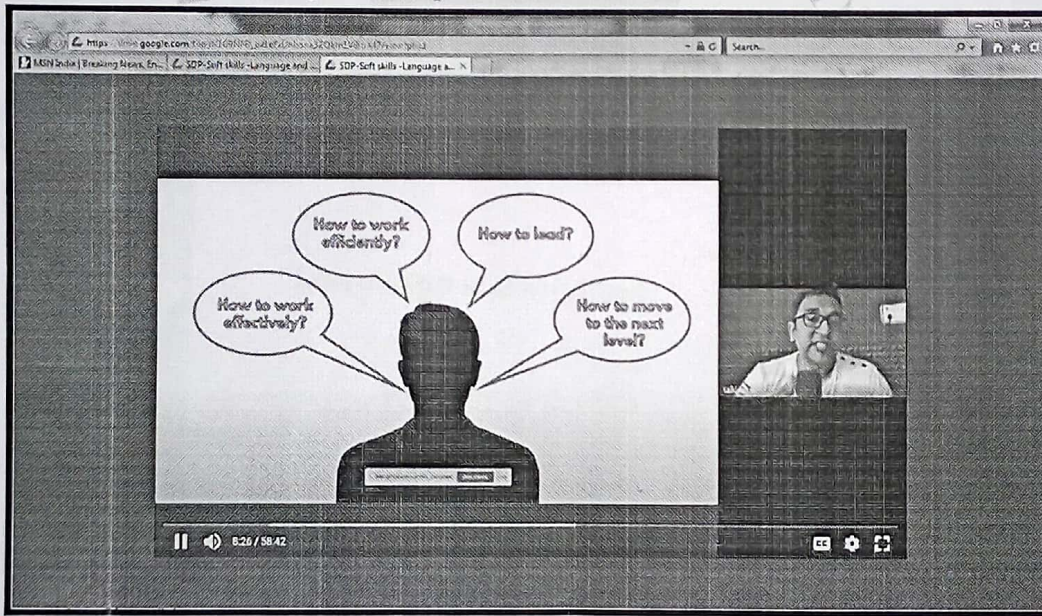 https
google.com
Search...
MSN India | Breaking News, En...
SDP-Soft skills -Language and ...
SDP-Soft skills -Language a...
How to work
efficiently?
How to lead?
How to work
effectively?
How to move
to the next
level?
8:26 / 58:42
CC